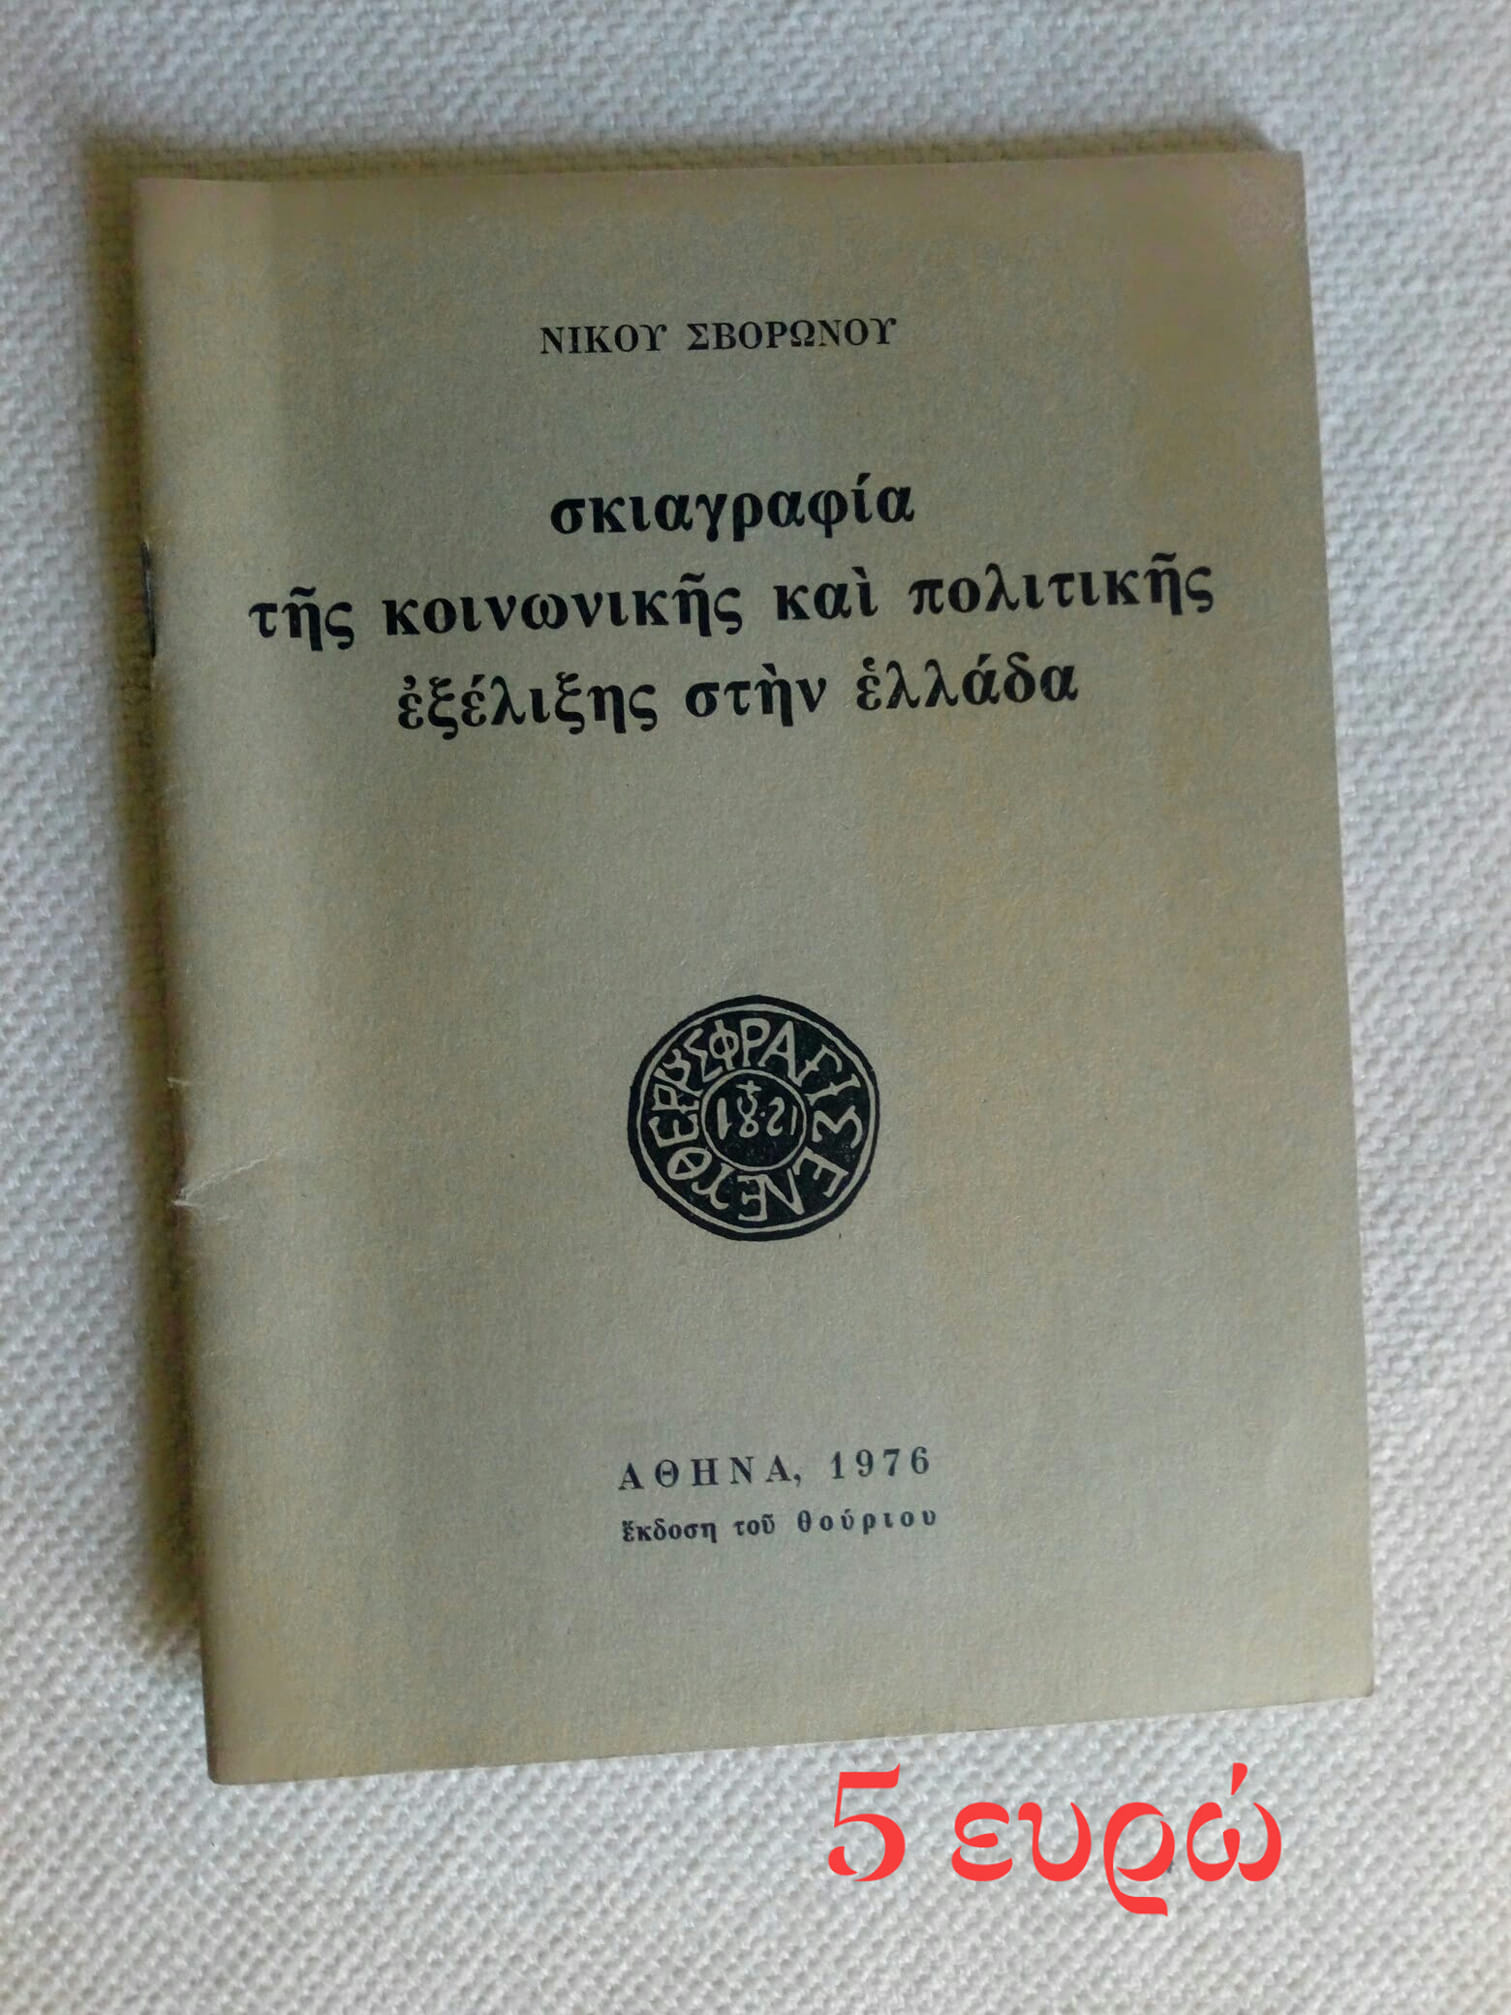 ΝΙΚΟΥ ΣΒΟΡΩΝΟΥ
σκιαγραφία
τῆς κοινωνικῆς καὶ πολιτικῆς
ἐξέλιξης στὴν ἑλλάδα
ΣΦΡΑΓΙΣ ΕΛΕΥΘΕΡ
1821
ΑΘΗΝΑ, 1976
ἔκδοση τοῦ θούριου
5 ευρώ